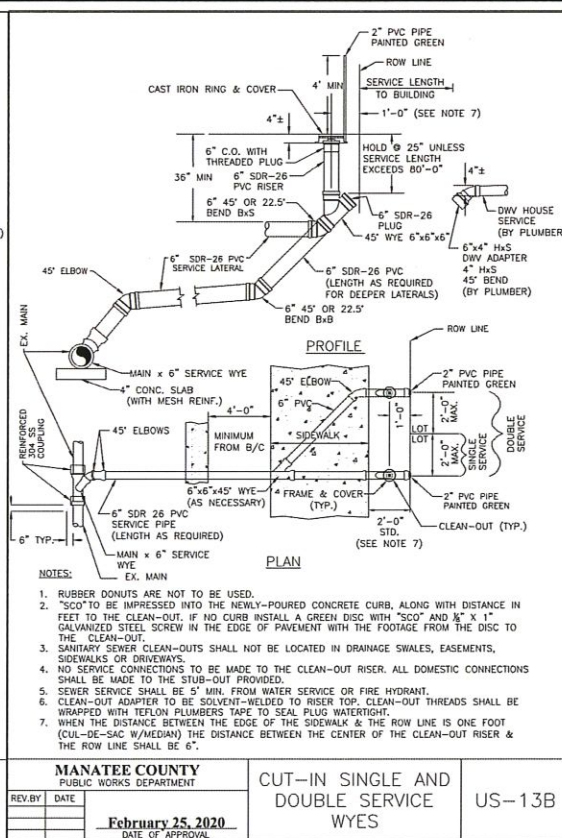 2" PVC PIPE
PAINTED GREEN
ROW LINE
4' MIN
SERVICE LENGTH
TO BUILDING
CAST IRON RING & COVER
4"±
1'-0" (SEE NOTE 7)
6" C.O. WITH
THREADED PLUG
HOLD @ 25" UNLESS
SERVICE LENGTH
EXCEEDS 80'-0"
4"±
36" MIN
6" SDR-26
PVC RISER
6" 45° OR 22.5°
BEND BxS
6" SDR-26
PLUG
45° WYE 6"x6"x6"
DWV HOUSE
SERVICE
(BY PLUMBER)
6"x4" HxS
DWV ADAPTER
4" HxS
45° BEND
(BY PLUMBER)
6" SDR-26 PVC
SERVICE LATERAL
45° ELBOW
6" SDR-26 PVC
(LENGTH AS REQUIRED
FOR DEEPER LATERALS)
6" 45° OR 22.5°
BEND BxB
EX. MAIN
ROW LINE
PROFILE
MAIN x 6" SERVICE WYE
4" CONC. SLAB
(WITH MESH REINF.)
45° ELBOW
6" PVC
2" PVC PIPE
PAINTED GREEN
REINFORCED
304 SS
COUPLING
45° ELBOWS
4'-0"
MINIMUM
FROM B/C
SIDEWALK
1'-0"
2'-0"
MAX.
LOT
LOT
2'-0"
MAX.
SINGLE
SERVICE
DOUBLE
SERVICE
6" SDR 26 PVC
SERVICE PIPE
(LENGTH AS REQUIRED)
6"x6"x45° WYE
(AS NECESSARY)
FRAME & COVER
(TYP.)
2" PVC PIPE
PAINTED GREEN
2'-0"
STD.
(SEE NOTE 7)
CLEAN-OUT (TYP.)
6" TYP.
MAIN x 6" SERVICE
WYE
EX. MAIN
PLAN
NOTES:
1. RUBBER DONUTS ARE NOT TO BE USED.
2. "SCO" TO BE IMPRESSED INTO THE NEWLY-POURED CONCRETE CURB, ALONG WITH DISTANCE IN
FEET TO THE CLEAN-OUT. IF NO CURB INSTALL A GREEN DISC WITH "SCO" AND X 1"
GALVANIZED STEEL SCREW IN THE EDGE OF PAVEMENT WITH THE FOOTAGE FROM THE DISC TO
THE CLEAN-OUT.
3. SANITARY SEWER CLEAN-OUTS SHALL NOT BE LOCATED IN DRAINAGE SWALES, EASEMENTS,
SIDEWALKS OR DRIVEWAYS.
4. NO SERVICE CONNECTIONS TO BE MADE TO THE CLEAN-OUT RISER. ALL DOMESTIC CONNECTIONS
SHALL BE MADE TO THE STUB-OUT PROVIDED.
5. SEWER SERVICE SHALL BE 5' MIN. FROM WATER SERVICE OR FIRE HYDRANT.
6. CLEAN-OUT ADAPTER TO BE SOLVENT-WELDED TO RISER TOP. CLEAN-OUT THREADS SHALL BE
WRAPPED WITH TEFLON PLUMBERS TAPE TO SEAL PLUG WATERTIGHT.
7. WHEN THE DISTANCE BETWEEN THE EDGE OF THE SIDEWALK & THE ROW LINE IS ONE FOOT
(CUL-DE-SAC W/MEDIAN) THE DISTANCE BETWEEN THE CENTER OF THE CLEAN-OUT RISER &
THE ROW LINE SHALL BE 6".
MANATEE COUNTY
PUBLIC WORKS DEPARTMENT
REV.BY DATE
February 25, 2020
DATE OF APPROVAL
CUT-IN SINGLE AND
DOUBLE SERVICE
WYES
US-13B